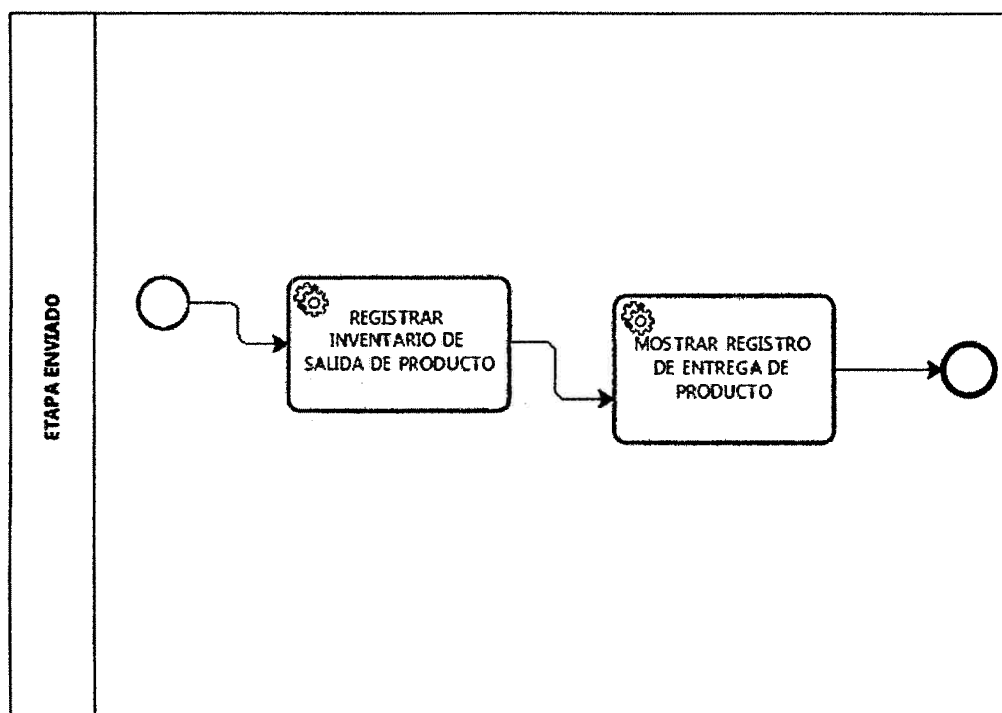 ETAPA ENVIADO
REGISTRAR
INVENTARIO DE
SALIDA DE PRODUCTO
MOSTRAR REGISTRO
DE ENTREGA DE
PRODUCTO